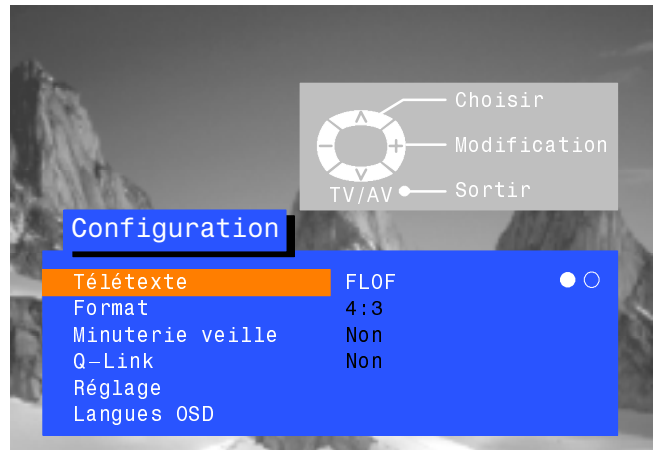 Choisir
Modification
TV/AV Sortir
Configuration
Télétexte FLOF
Format 4:3
Minuterie veille Non
Q–Link Non
Réglage
Langues OSD